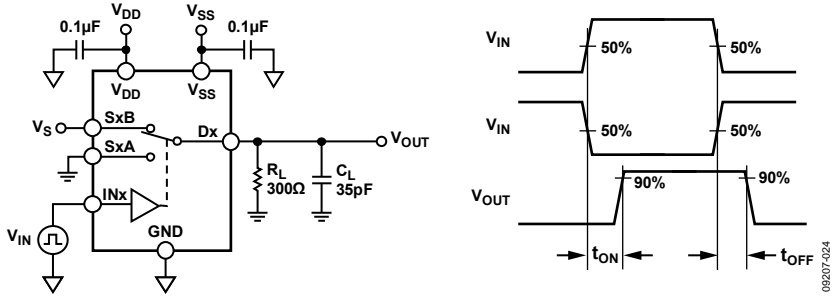 VDD
VSS
0.1µF
0.1µF
VDD
VSS
VS
SxB
Dx
VOUT
SxA
RL
300Ω
CL
35pF
INx
VIN
GND
VIN
50%
50%
VIN
50%
50%
VOUT
90%
90%
tON
tOFF
09207-024